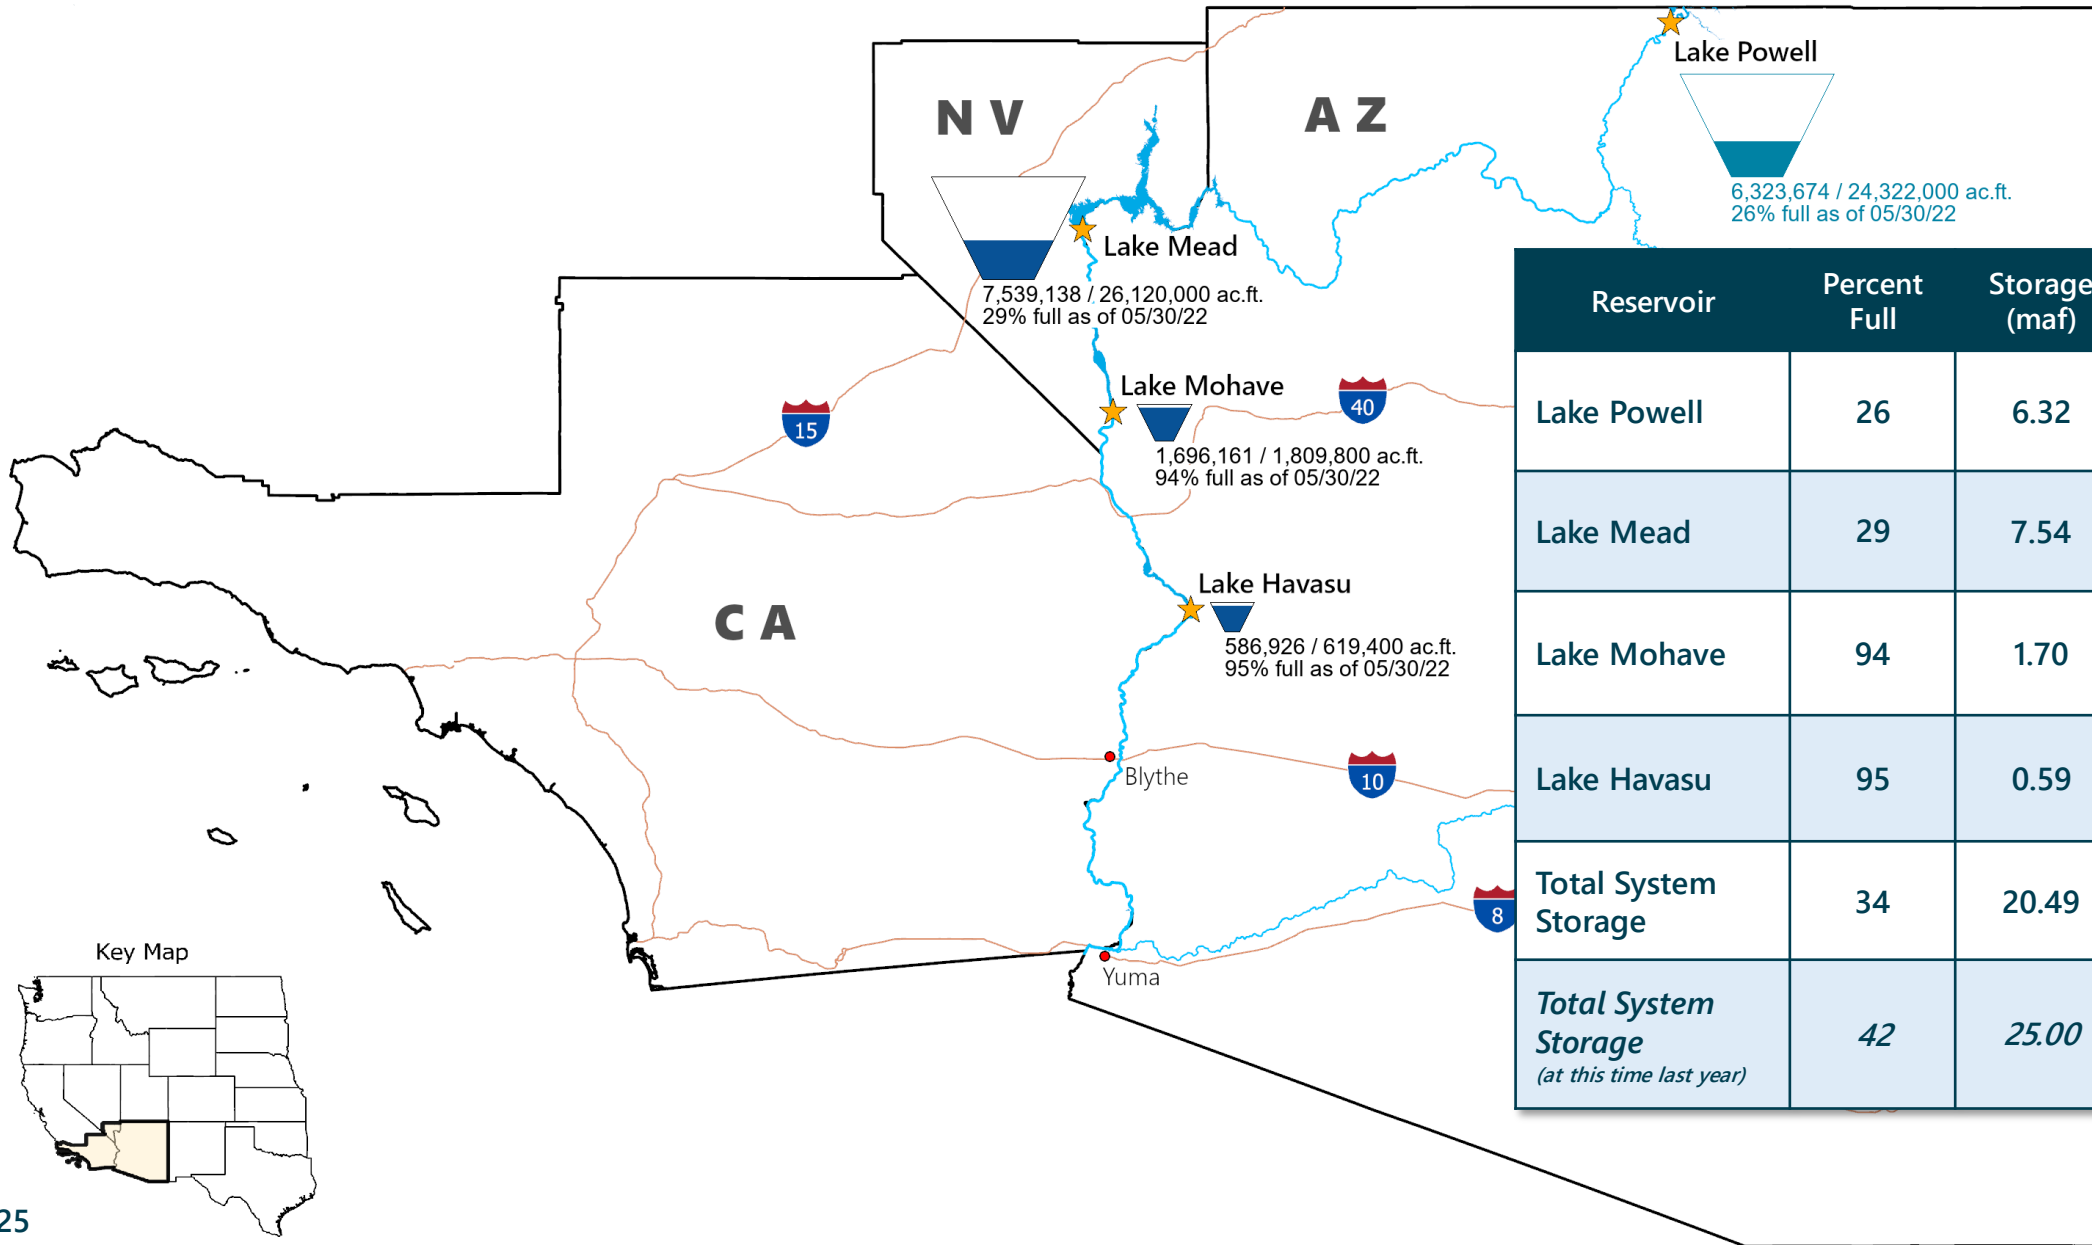 Lake Powell
6,323,674 / 24,322,000 ac.ft.
26% full as of 05/30/22
N V
A Z
Lake Mead
7,539,138 / 26,120,000 ac.ft.
29% full as of 05/30/22
Lake Mohave
1,696,161 / 1,809,800 ac.ft.
94% full as of 05/30/22
15
40
Lake Havasu
586,926 / 619,400 ac.ft.
95% full as of 05/30/22
C A
Blythe
10
8
Yuma
Reservoir Percent Full Storage (maf)
Lake Powell 26 6.32
Lake Mead 29 7.54
Lake Mohave 94 1.70
Lake Havasu 95 0.59
Total System Storage 34 20.49
Total System Storage (at this time last year) 42 25.00
Key Map
25